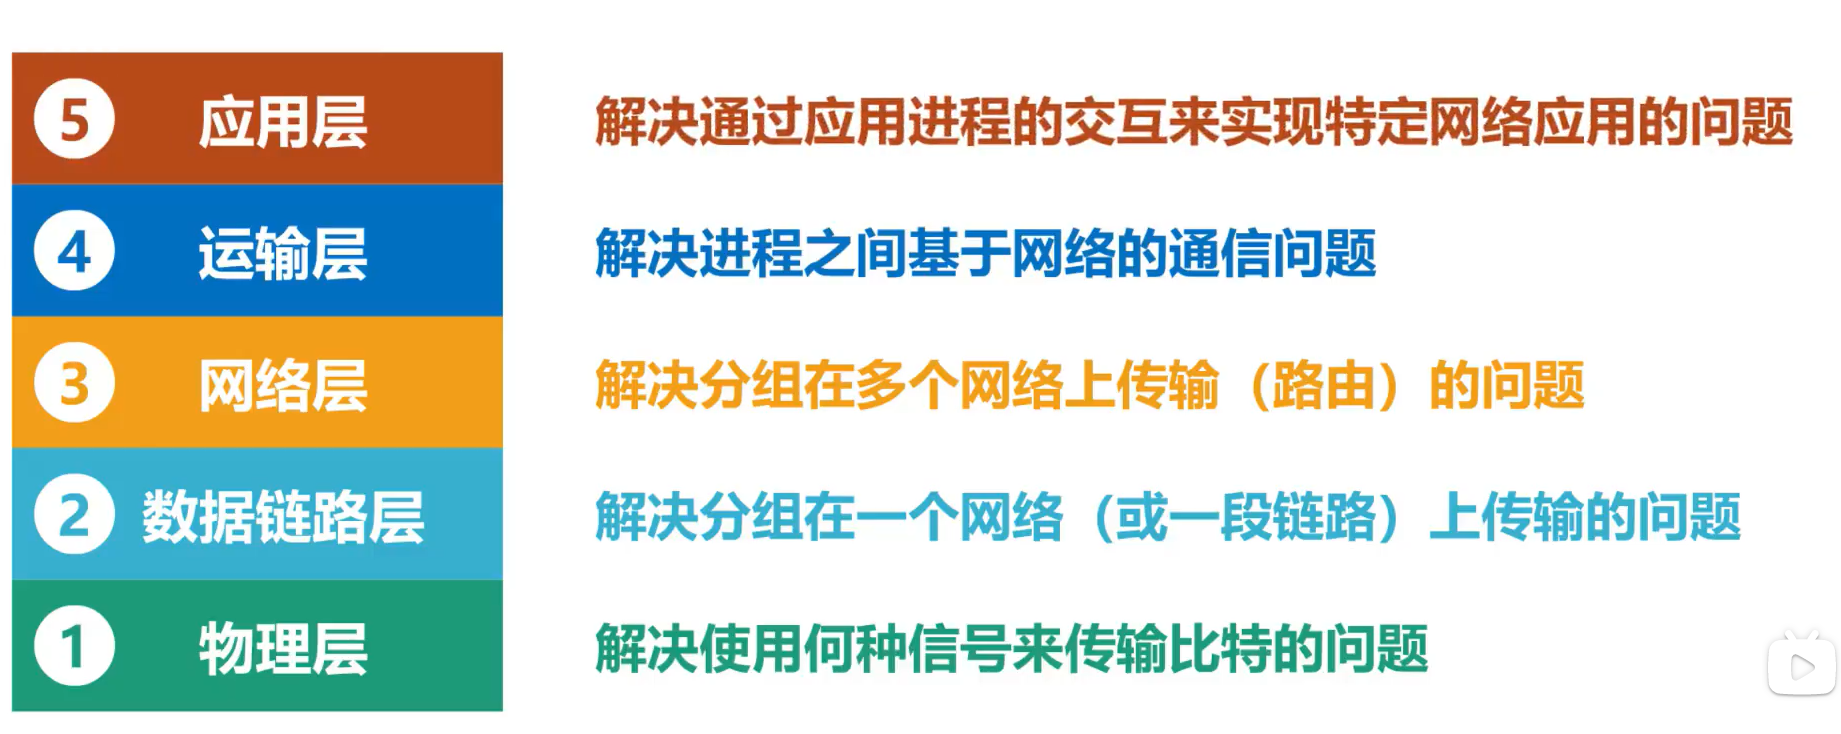 5 应用层 解决通过应用进程的交互来实现特定网络应用的问题
4 运输层 解决进程之间基于网络的通信问题
3 网络层 解决分组在多个网络上传输（路由）的问题
2 数据链路层 解决分组在一个网络（或一段链路）上传输的问题
1 物理层 解决使用何种信号来传输比特的问题